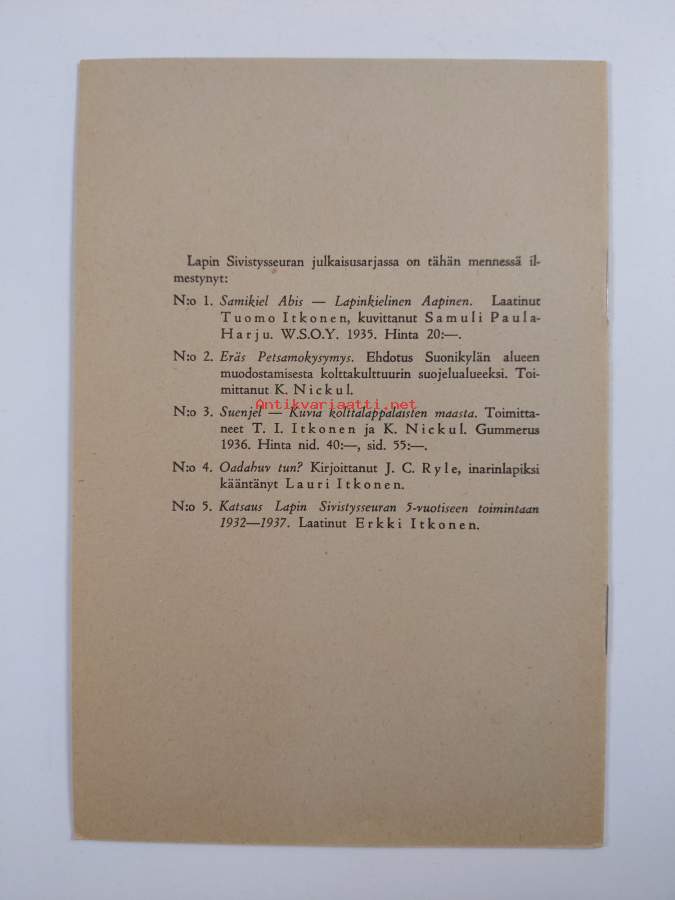 Lapin Sivistysseuran julkaisusarjassa on tähän mennessä il-
mestynyt:
N:o 1. Samikiel Abis — Lapinkielinen Aapinen. Laatinut
Tuomo Itkonen, kuvittanut Samuli Paula-
Harju. W.S.O.Y. 1935. Hinta 20:—.
N:o 2. Eräs Petsamokysymys. Ehdotus Suonikylän alueen
muodostamisesta kolttakulttuurin suojelualueeksi. Toi-
mittanut K. Nickul.
Antikvariaatti.net
N:o 3. Suenjel — Kuvia kolttalappalaisten maasta. Toimitta-
neet T. I. Itkonen ja K. Nickul. Gummerus
1936. Hinta nid. 40:—, sid. 55:—.
N:o 4. Oadahuv tun? Kirjoittanut J. C. Ryle, inarinlapiksi
kääntänyt Lauri Itkonen.
N:o 5. Katsaus Lapin Sivistysseuran 5-vuotiseen toimintaan
1932—1937. Laatinut Erkki Itkonen.